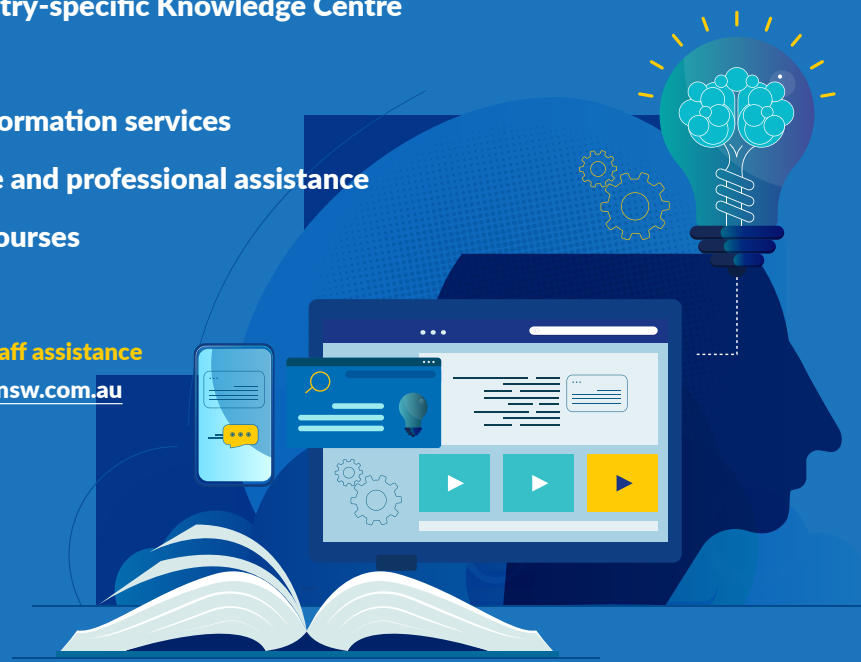 try-specific Knowledge Centre
ormation services
e and professional assistance
ourses
aff assistance
nsw.com.au